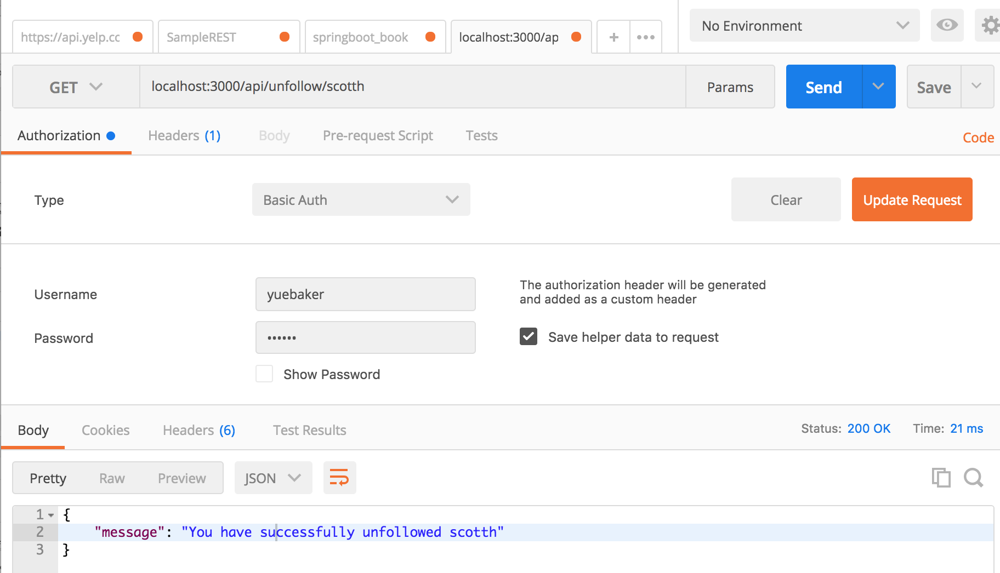 https://api.yelp.cc
SampleREST
springboot_book
localhost:3000/ap
+
•••
No Environment
GET
localhost:3000/api/unfollow/scotth
Params
Send
Save
Authorization
Headers (1)
Body
Pre-request Script
Tests
Code
Type
Basic Auth
Clear
Update Request
Username
yuebaker
The authorization header will be generated
and added as a custom header
Password
••••••
Save helper data to request
Show Password
Body
Cookies
Headers (6)
Test Results
Status: 200 OK
Time: 21 ms
Pretty
Raw
Preview
JSON
1 {
2 "message": "You have successfully unfollowed scotth"
3 }